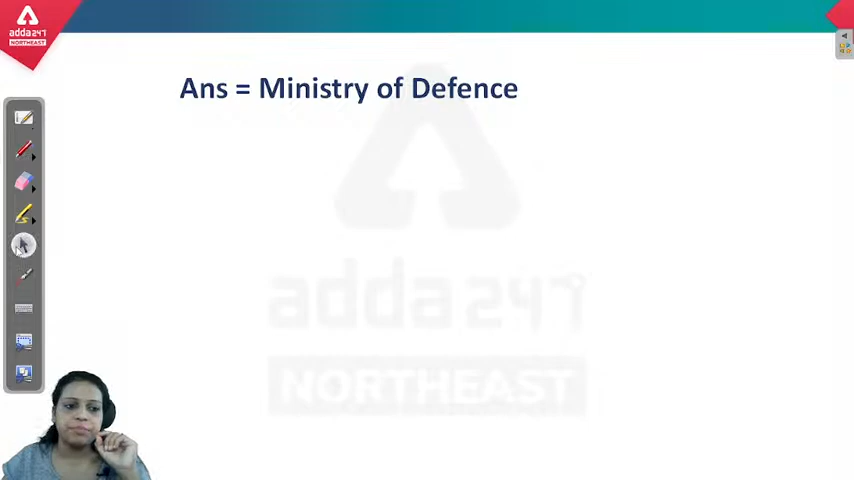 adda247
NORTHEAST
Ans = Ministry of Defence
adda247
NORTHEAST